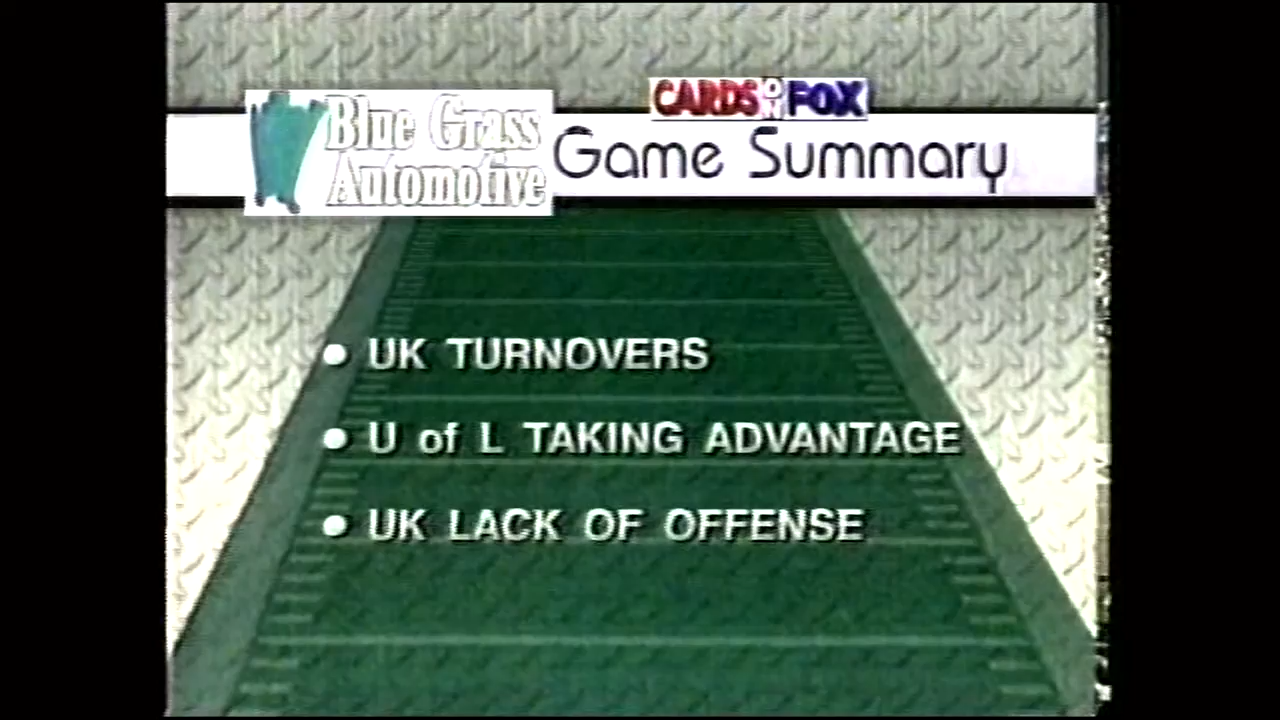 CARDS ON FOX
Blue Grass
Automotive
Game Summary
• UK TURNOVERS
• U of L TAKING ADVANTAGE
• UK LACK OF OFFENSE